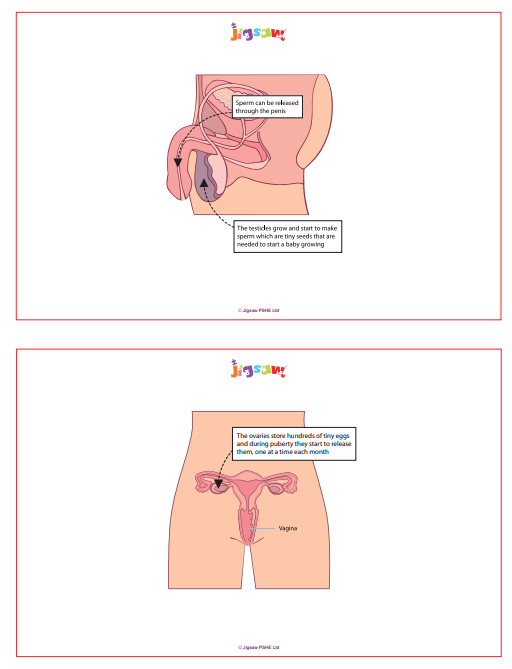 jigsaw
Sperm can be released
through the penis
The testicles grow and start to make
sperm which are tiny seeds that are
needed to start a baby growing
© Jigsaw PSHE Ltd
jigsaw
The ovaries store hundreds of tiny eggs
and during puberty they start to release
them, one at a time each month
Vagina
© Jigsaw PSHE Ltd